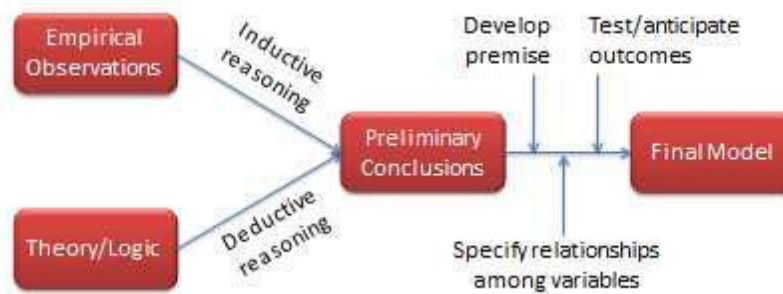 Empirical
Observations
Inductive
reasoning
Theory/Logic
Deductive
reasoning
Preliminary
Conclusions
Develop
premise
Test/anticipate
outcomes
Specify relationships
among variables
Final Model